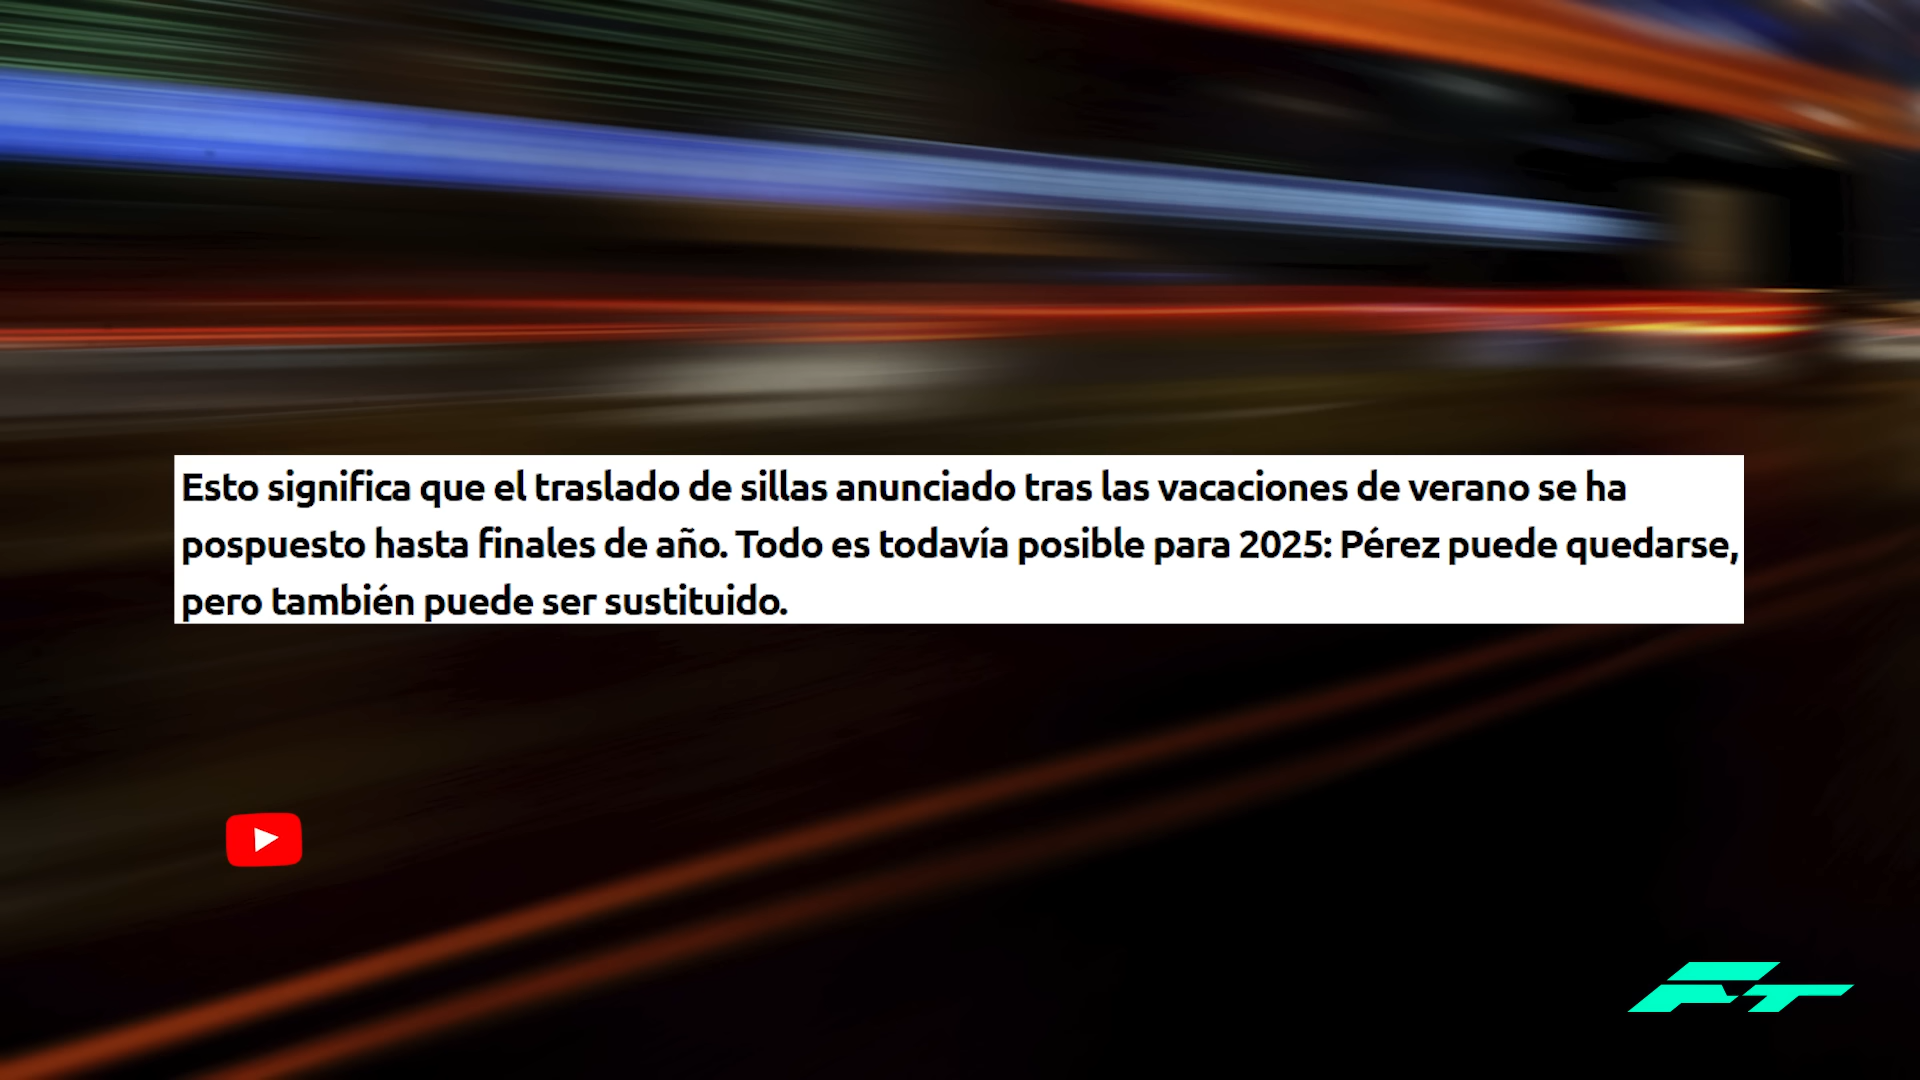 Esto significa que el traslado de sillas anunciado tras las vacaciones de verano se ha
pospuesto hasta finales de año. Todo es todavía posible para 2025: Pérez puede quedarse,
pero también puede ser sustituido.
FT